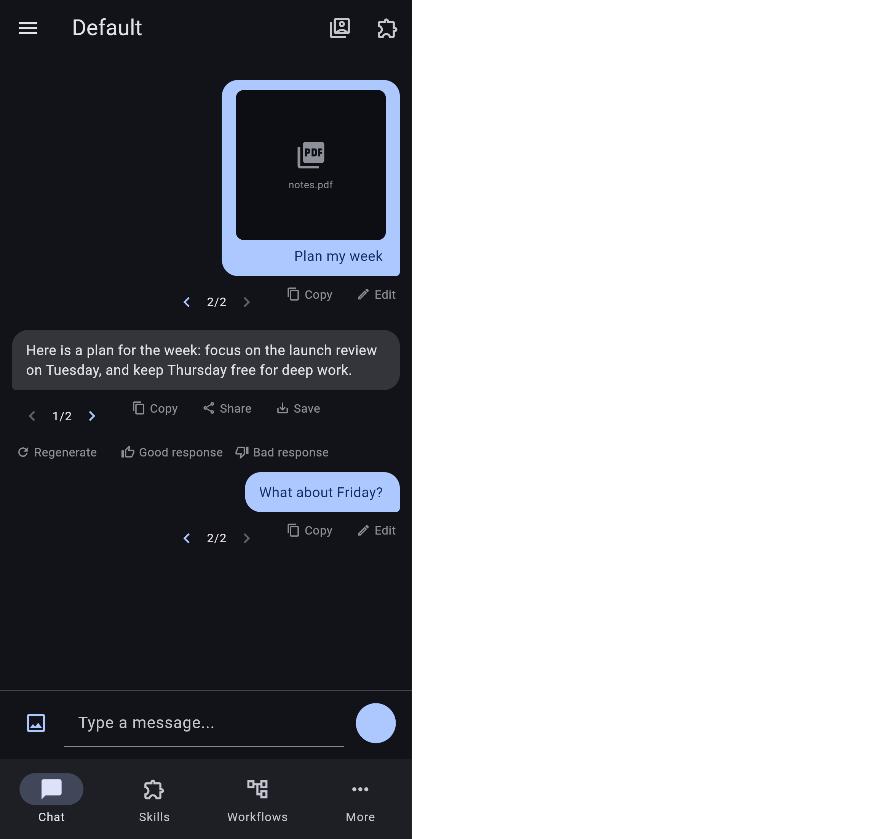 Default
PDF
notes.pdf
Plan my week
2/2
Copy
Edit
Here is a plan for the week: focus on the launch review
on Tuesday, and keep Thursday free for deep work.
1/2
Copy
Share
Save
Regenerate
Good response
Bad response
What about Friday?
2/2
Copy
Edit
Type a message...
Chat
Skills
Workflows
More